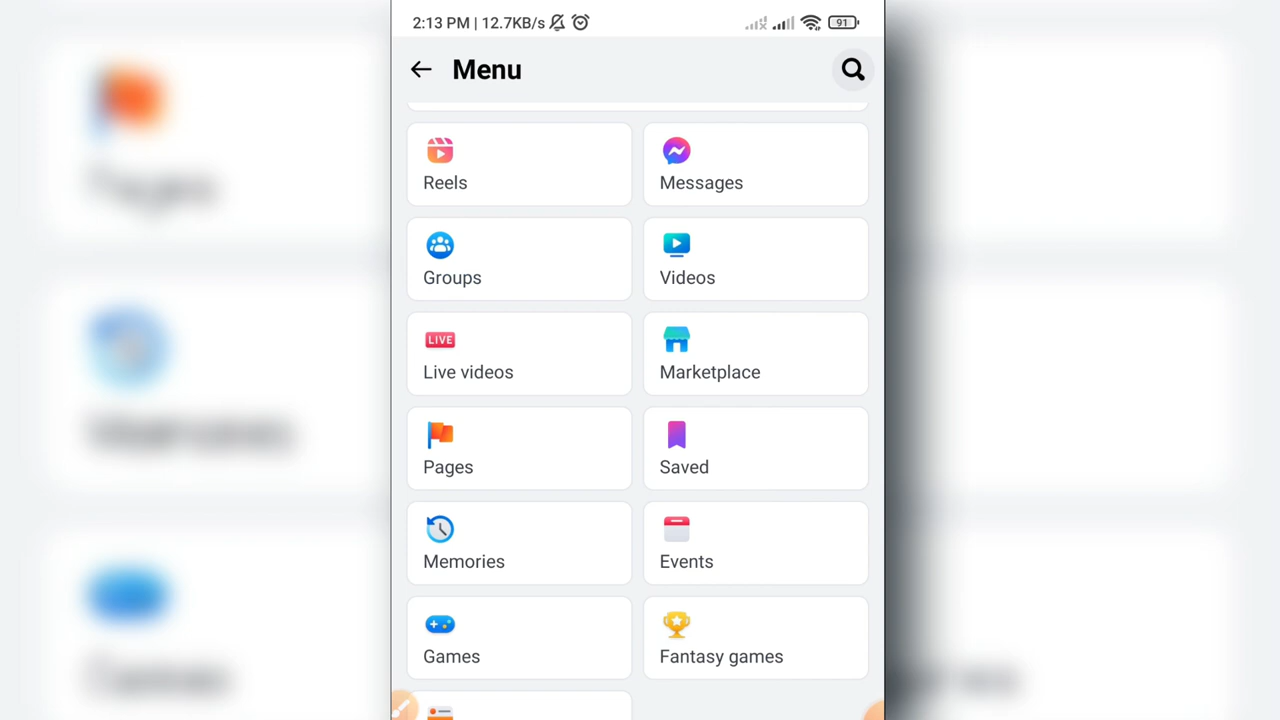 2:13 PM | 12.7KB/s 91
Menu
Reels
Messages
Groups
Videos
LIVE
Live videos
Marketplace
Pages
Saved
Memories
Events
Games
Fantasy games